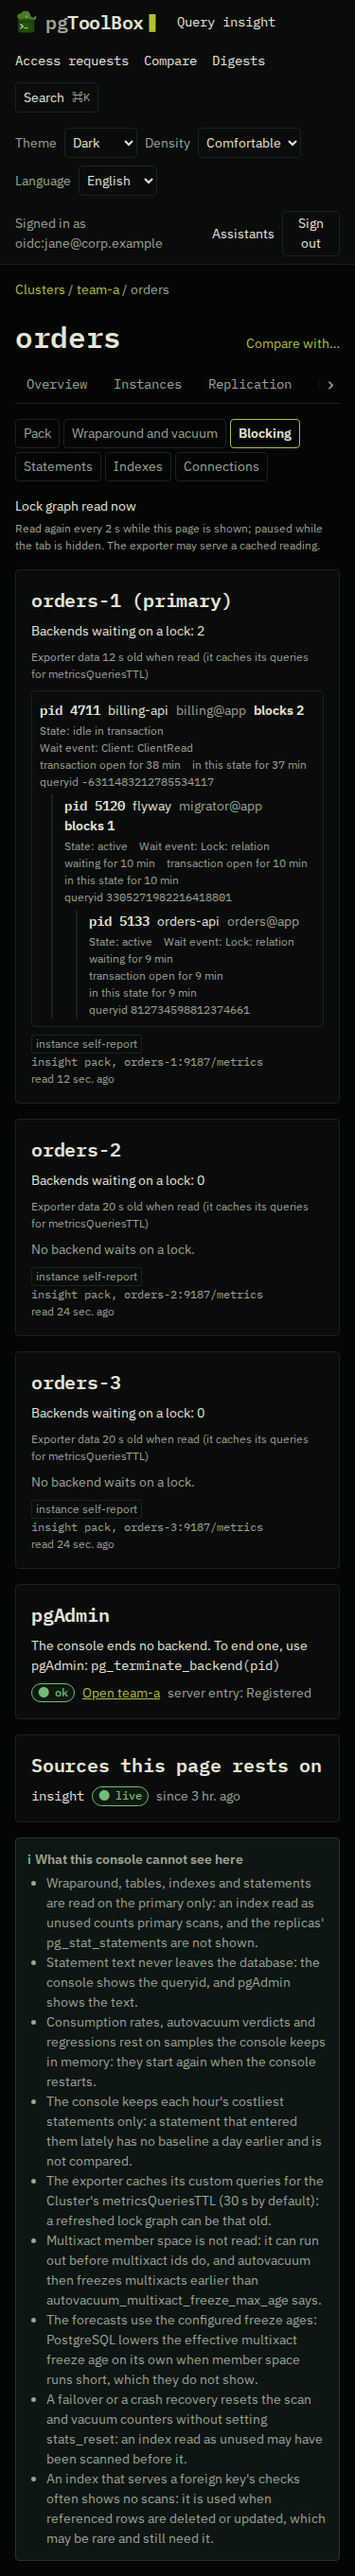 pgToolBox Query insight
Access requests Compare Digests
Search ⌘K
Theme Dark Density Comfortable
Language English
Signed in as
oidc:jane@corp.example
Assistants
Sign
out
Clusters / team-a / orders
orders
Compare with...
Overview Instances Replication ›
Pack Wraparound and vacuum Blocking
Statements Indexes Connections
Lock graph read now
Read again every 2 s while this page is shown; paused while
the tab is hidden. The exporter may serve a cached reading.
orders-1 (primary)
Backends waiting on a lock: 2
Exporter data 12 s old when read (it caches its queries
for metricsQueriesTTL)
pid 4711 billing-api billing@app blocks 2
State: idle in transaction
Wait event: Client: ClientRead
transaction open for 38 min in this state for 37 min
queryid -6311483212785534117
pid 5120 flyway migrator@app
blocks 1
State: active Wait event: Lock: relation
waiting for 10 min transaction open for 10 min
in this state for 10 min
queryid 3305271982216418801
pid 5133 orders-api orders@app
State: active Wait event: Lock: relation
waiting for 9 min
transaction open for 9 min
in this state for 9 min
queryid 812734598812374661
instance self-report
insight pack, orders-1:9187/metrics
read 12 sec. ago
orders-2
Backends waiting on a lock: 0
Exporter data 20 s old when read (it caches its queries
for metricsQueriesTTL)
No backend waits on a lock.
instance self-report
insight pack, orders-2:9187/metrics
read 24 sec. ago
orders-3
Backends waiting on a lock: 0
Exporter data 20 s old when read (it caches its queries
for metricsQueriesTTL)
No backend waits on a lock.
instance self-report
insight pack, orders-3:9187/metrics
read 24 sec. ago
pgAdmin
The console ends no backend. To end one, use
pgAdmin: pg_terminate_backend(pid)
ok Open team-a server entry: Registered
Sources this page rests on
insight live since 3 hr. ago
i What this console cannot see here
• Wraparound, tables, indexes and statements
are read on the primary only: an index read as
unused counts primary scans, and the replicas'
pg_stat_statements are not shown.
• Statement text never leaves the database: the
console shows the queryid, and pgAdmin
shows the text.
• Consumption rates, autovacuum verdicts and
regressions rest on samples the console keeps
in memory: they start again when the console
restarts.
• The console keeps each hour's costliest
statements only: a statement that entered
them lately has no baseline a day earlier and is
not compared.
• The exporter caches its custom queries for the
Cluster's metricsQueriesTTL (30 s by default):
a refreshed lock graph can be that old.
• Multixact member space is not read: it can run
out before multixact ids do, and autovacuum
then freezes multixacts earlier than
autovacuum_multixact_freeze_max_age says.
• The forecasts use the configured freeze ages:
PostgreSQL lowers the effective multixact
freeze age on its own when member space
runs short, which they do not show.
• A failover or a crash recovery resets the scan
and vacuum counters without setting
stats_reset: an index read as unused may have
been scanned before it.
• An index that serves a foreign key's checks
often shows no scans: it is used when
referenced rows are deleted or updated, which
may be rare and still need it.